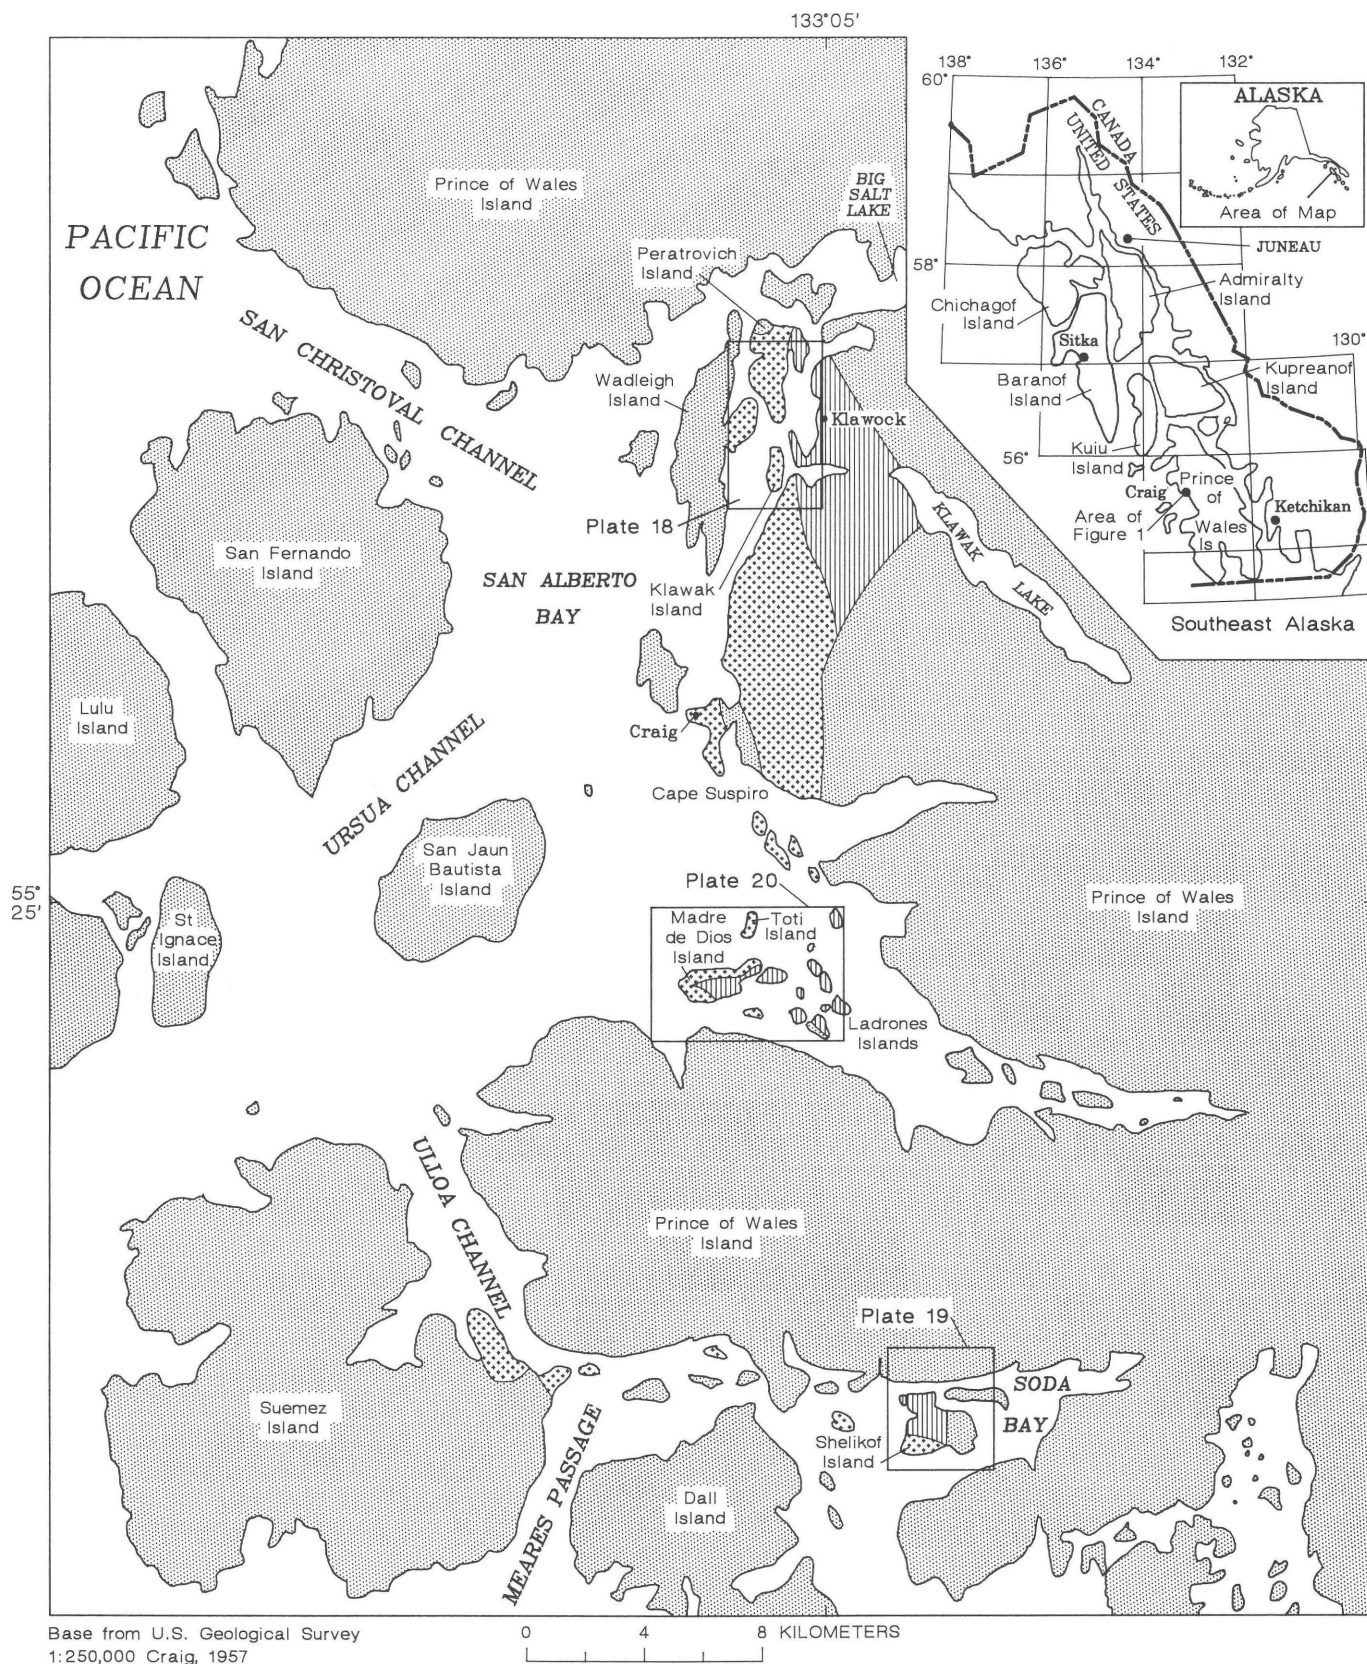 133°05'
138°
136°
134°
132°
60°
ALASKA
CANADA
UNITED STATES
Area of Map
JUNEAU
58°
Admiralty
Island
Chichagof
Island
Sitka
130°
Baranof
Island
Kupreanof
Island
Kuiu
Island
56°
Craig
Prince
of
Wales
Is
Area of
Figure 1
Ketchikan
Southeast Alaska
Prince of Wales
Island
BIG
SALT
LAKE
PACIFIC
OCEAN
Peratrovich
Island
SAN CHRISTOVAL CHANNEL
Wadleigh
Island
Klawock
Plate 18
KLAWAK
LAKE
San Fernando
Island
SAN ALBERTO
BAY
Klawak
Island
Lulu
Island
Craig
URSUA CHANNEL
Cape Suspiro
San Jaun
Bautista
Island
Plate 20
55°
25'
Prince of Wales
Island
St
Ignace
Island
Madre
de Dios
Island
Toti
Island
Ladrones
Islands
ULLOA CHANNEL
Prince of Wales
Island
Plate 19
SODA
BAY
Suemez
Island
Shelikof
Island
MEARES PASSAGE
Dall
Island
Base from U.S. Geological Survey
1:250,000 Craig, 1957
0 4 8 KILOMETERS